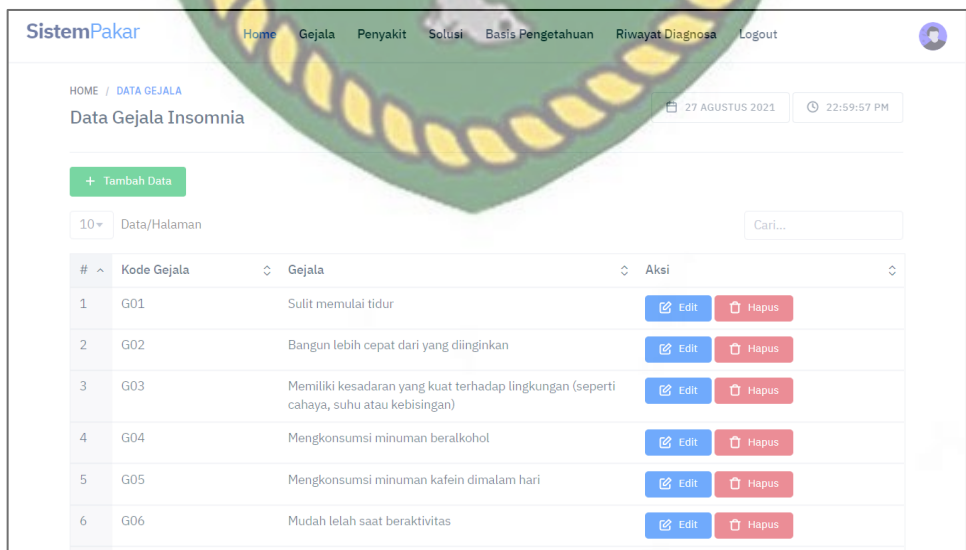 SistemPakar
Home Gejala Penyakit Solusi Basis Pengetahuan Riwayat Diagnosa Logout
HOME / DATA GEJALA
Data Gejala Insomnia
27 AGUSTUS 2021
22:59:57 PM
+ Tambah Data
10 Data/Halaman
Cari...
# Kode Gejala Gejala Aksi
1 G01 Sulit memulai tidur Edit Hapus
2 G02 Bangun lebih cepat dari yang diinginkan Edit Hapus
3 G03 Memiliki kesadaran yang kuat terhadap lingkungan (seperti
cahaya, suhu atau kebisingan) Edit Hapus
4 G04 Mengkonsumsi minuman beralkohol Edit Hapus
5 G05 Mengkonsumsi minuman kafein dimalam hari Edit Hapus
6 G06 Mudah lelah saat beraktivitas Edit Hapus